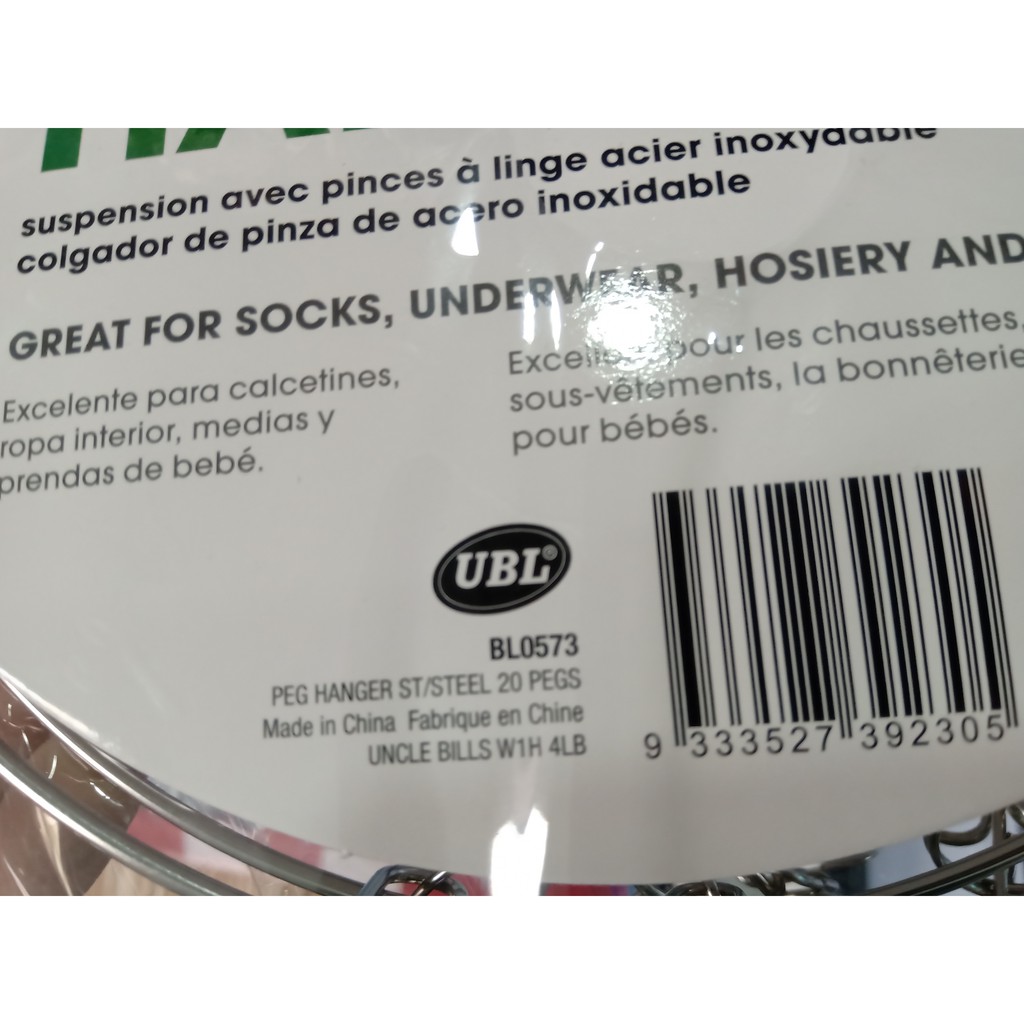 suspension avec pinces à linge acier inoxydable
colgador de pinza de acero inoxidable
GREAT FOR SOCKS, UNDERWEAR, HOSIERY AND
Excelente para calcetines,
ropa interior, medias y
prendas de bebé.
pour les chaussettes,
sous-vêtements, la bonnêterie
pour bébés.
UBL®
BL0573
PEG HANGER ST/STEEL 20 PEGS
Made in China Fabrique en Chine
UNCLE BILLS W1H 4LB
9 333527 392305